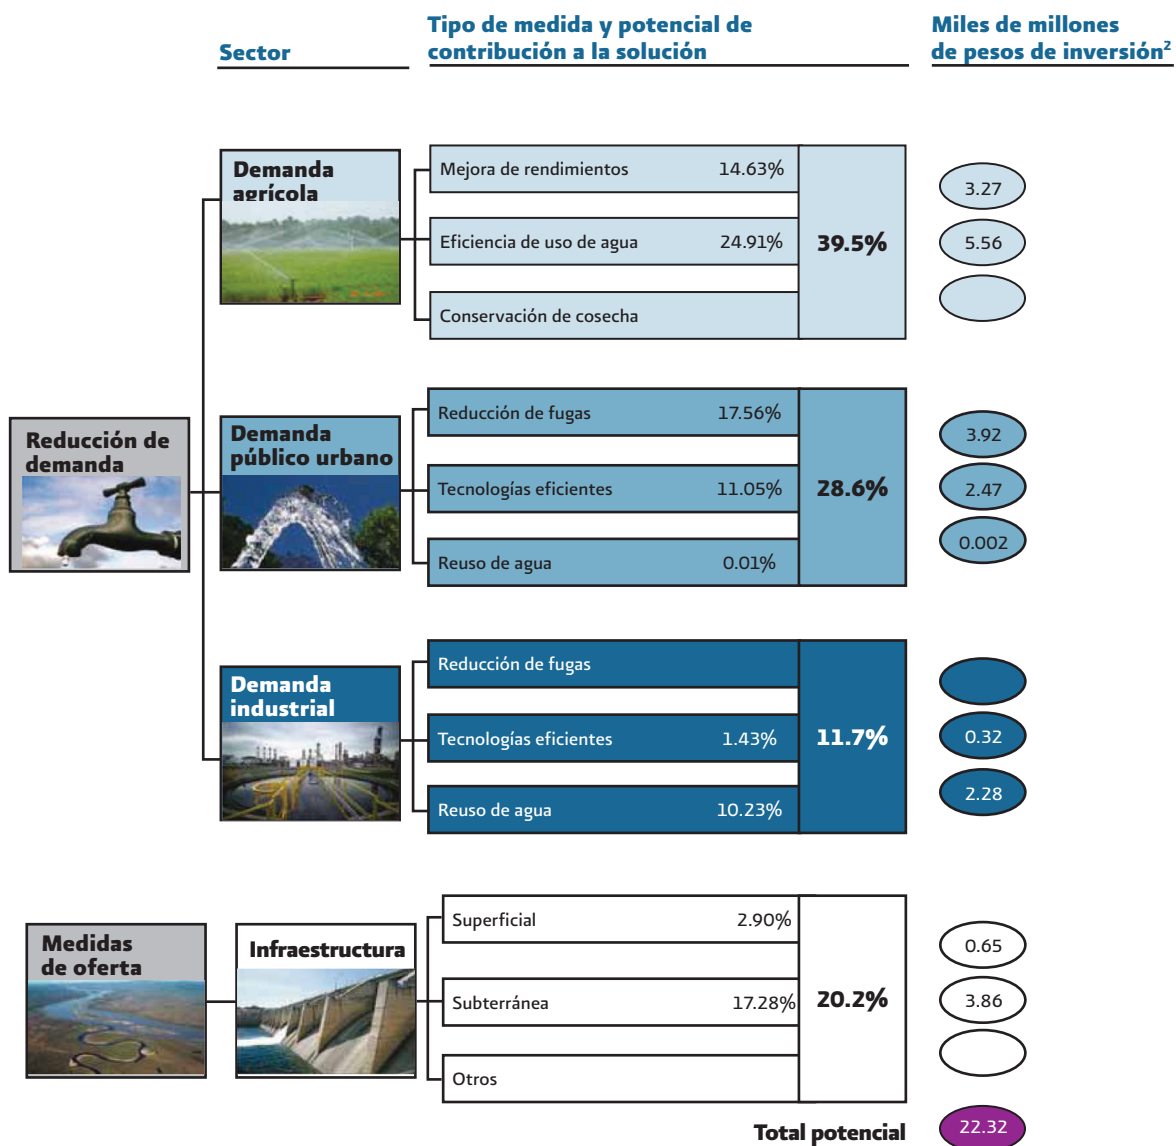 Sector
Tipo de medida y potencial de
contribución a la solución
Miles de millones
de pesos de inversión²
Demanda
agrícola
Mejora de rendimientos 14.63%
Eficiencia de uso de agua 24.91%
Conservación de cosecha
39.5%
3.27
5.56
Reducción de
demanda
Demanda
público urbano
Reducción de fugas 17.56%
Tecnologías eficientes 11.05%
Reuso de agua 0.01%
28.6%
3.92
2.47
0.002
Demanda
industrial
Reducción de fugas
Tecnologías eficientes 1.43%
Reuso de agua 10.23%
11.7%
0.32
2.28
Medidas
de oferta
Infraestructura
Superficial 2.90%
Subterránea 17.28%
Otros
20.2%
0.65
3.86
Total potencial 22.32